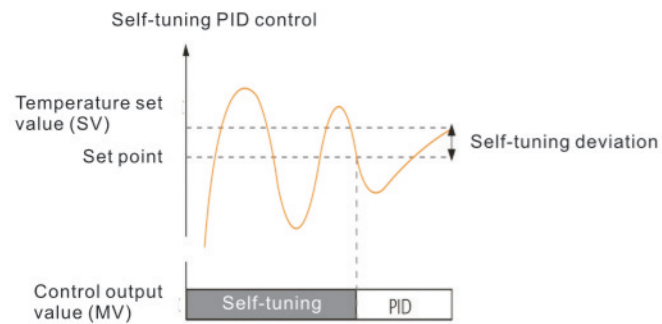 Self-tuning PID control
Temperature set
value (SV)
Set point
Self-tuning deviation
Control output
value (MV)
Self-tuning
PID